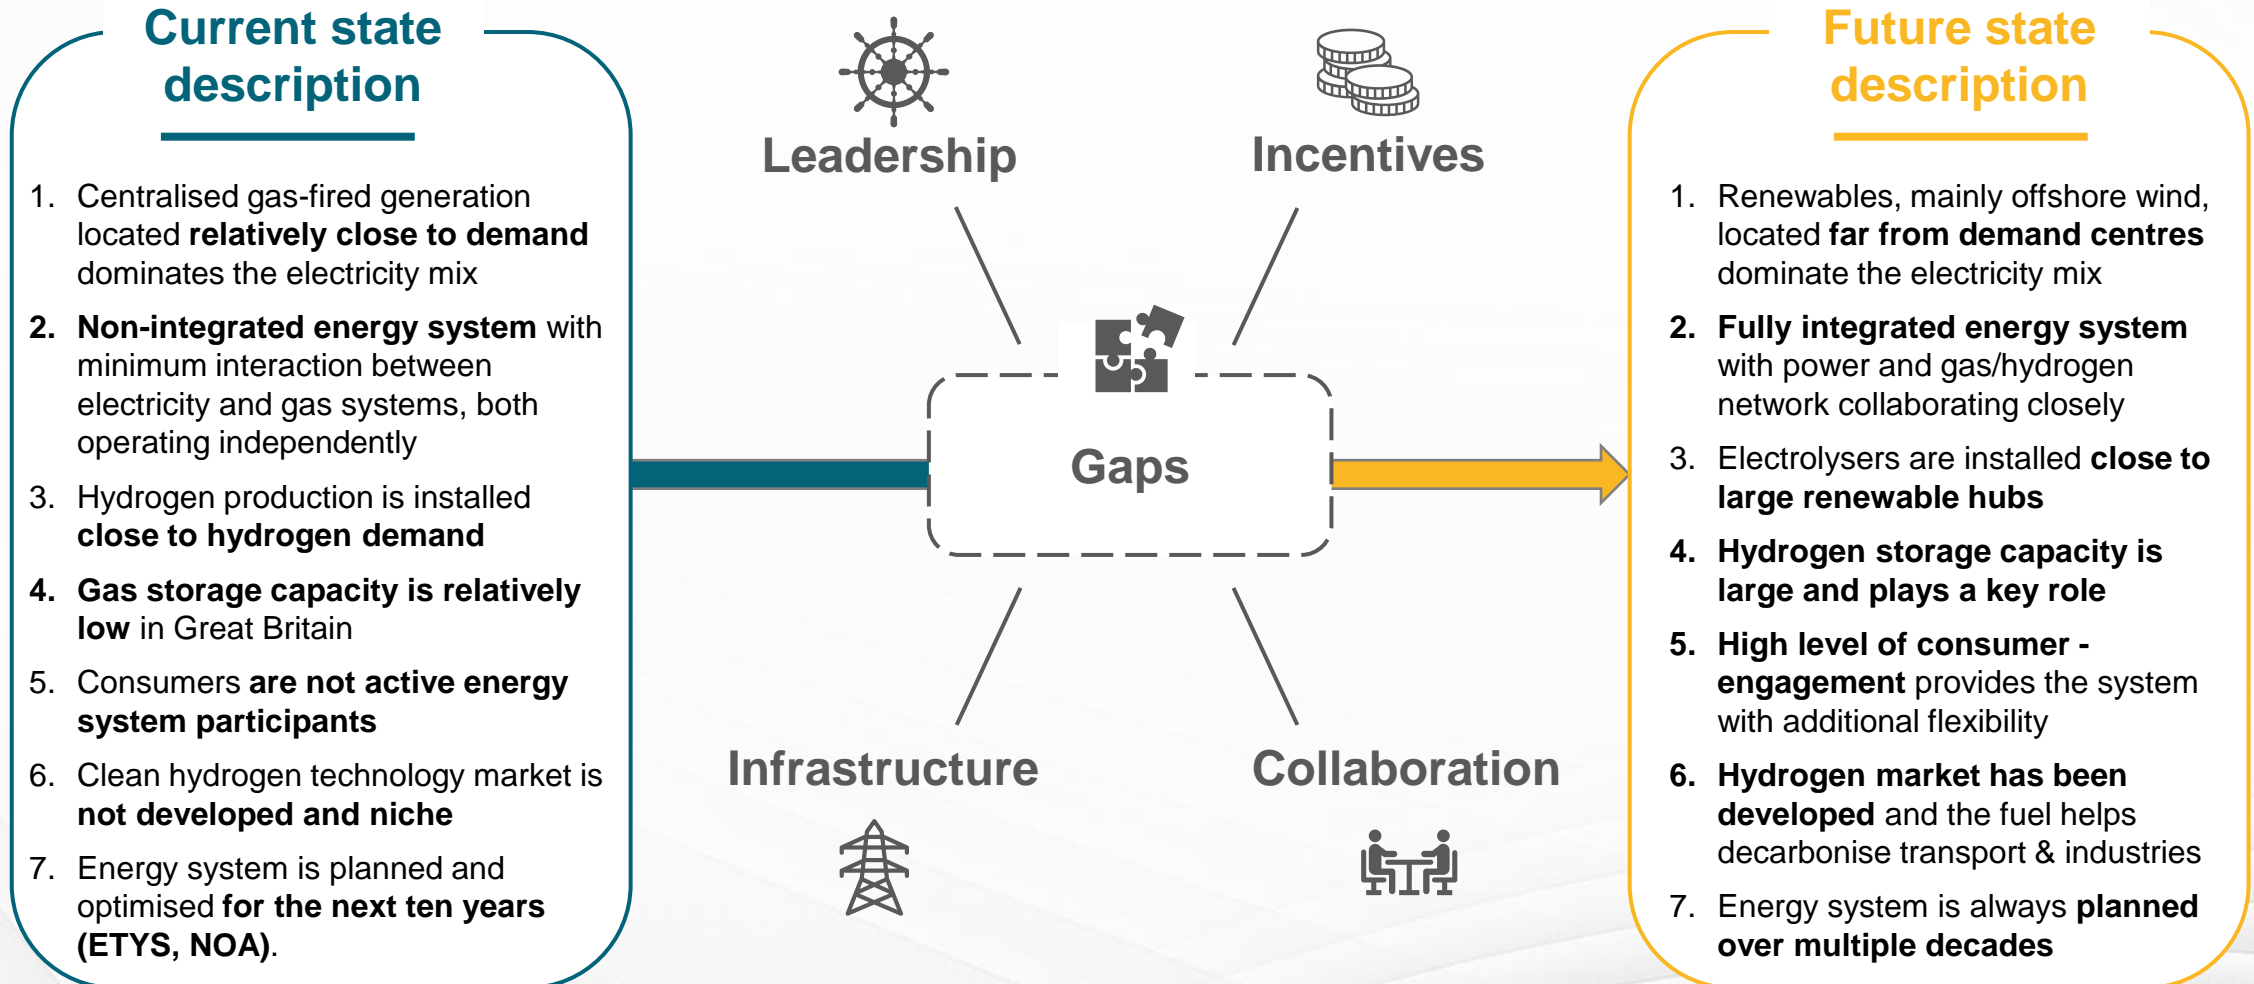 Current state
description
1. Centralised gas-fired generation
located relatively close to demand
dominates the electricity mix
2. Non-integrated energy system with
minimum interaction between
electricity and gas systems, both
operating independently
3. Hydrogen production is installed
close to hydrogen demand
4. Gas storage capacity is relatively
low in Great Britain
5. Consumers are not active energy
system participants
6. Clean hydrogen technology market is
not developed and niche
7. Energy system is planned and
optimised for the next ten years
(ETYS, NOA).
Leadership
Incentives
Gaps
Infrastructure
Collaboration
Future state
description
1. Renewables, mainly offshore wind,
located far from demand centres
dominate the electricity mix
2. Fully integrated energy system
with power and gas/hydrogen
network collaborating closely
3. Electrolysers are installed close to
large renewable hubs
4. Hydrogen storage capacity is
large and plays a key role
5. High level of consumer -
engagement provides the system
with additional flexibility
6. Hydrogen market has been
developed and the fuel helps
decarbonise transport & industries
7. Energy system is always planned
over multiple decades